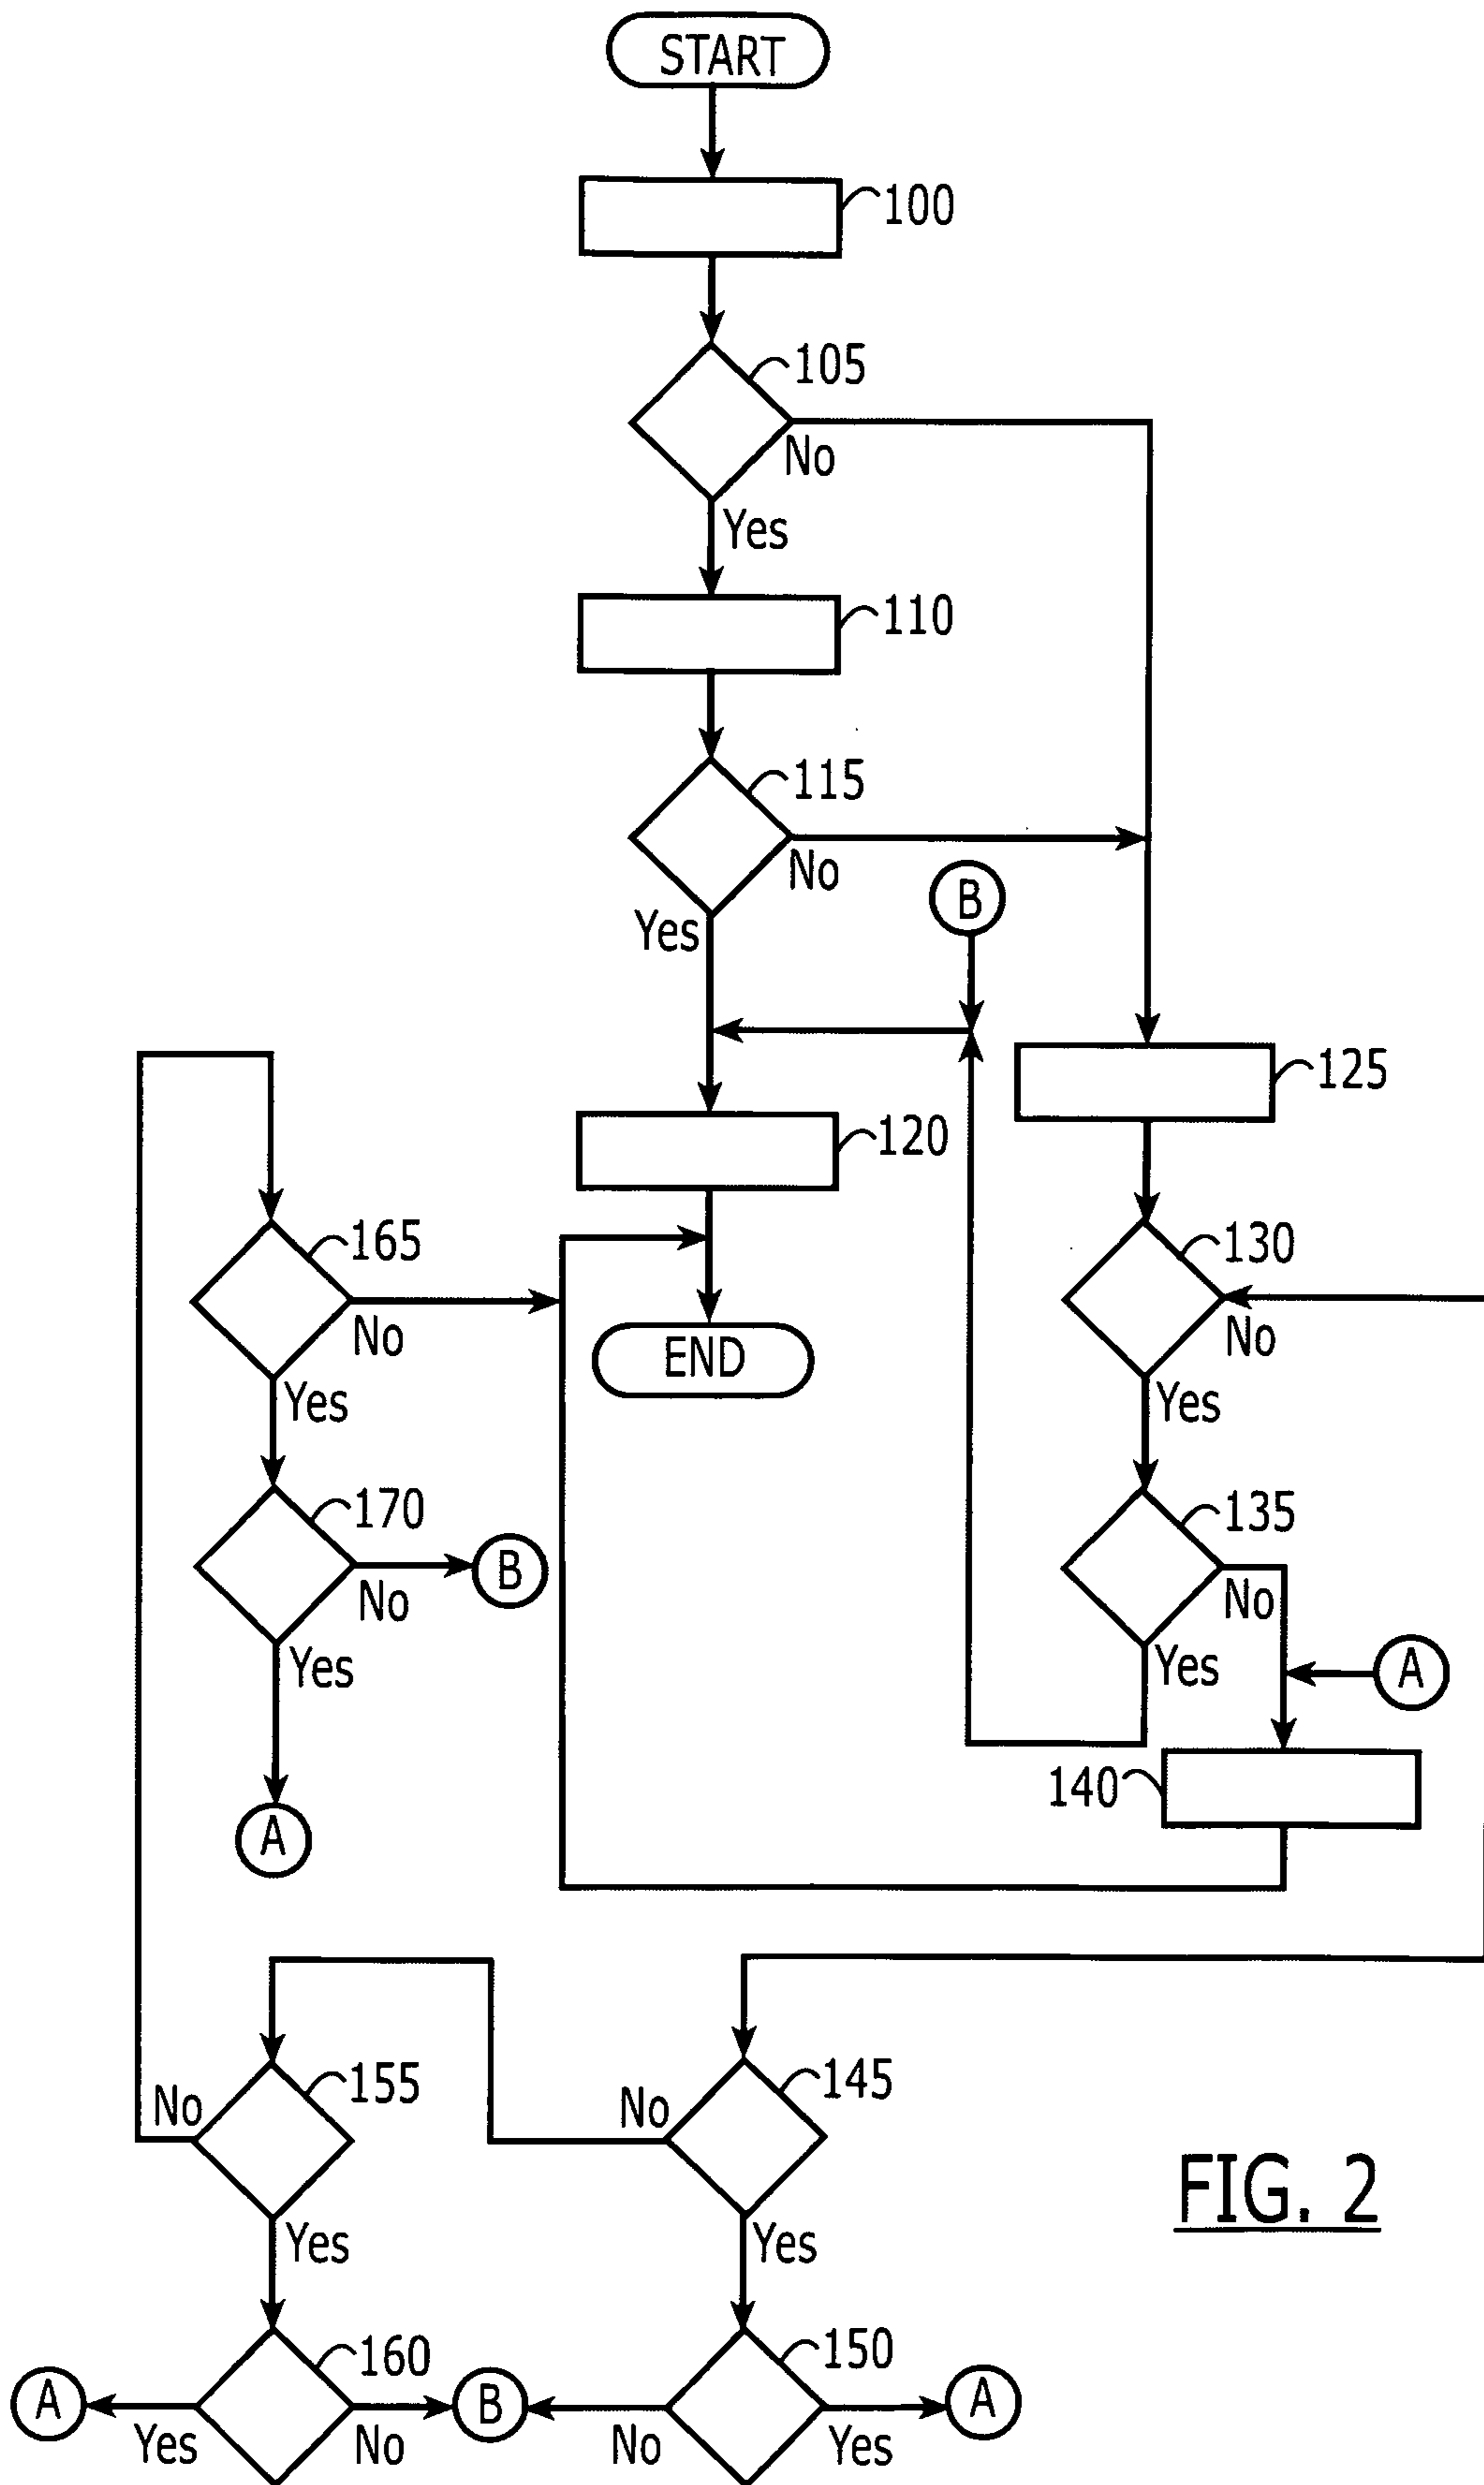 START
100
105
No
Yes
110
115
No
B
Yes
125
120
165
130
No
END
No
Yes
Yes
170
135
B
No
No
Yes
Yes
A
140
A
155
145
No
No
Yes
Yes
FIG. 2
160
150
A
B
A
Yes
No
No
Yes